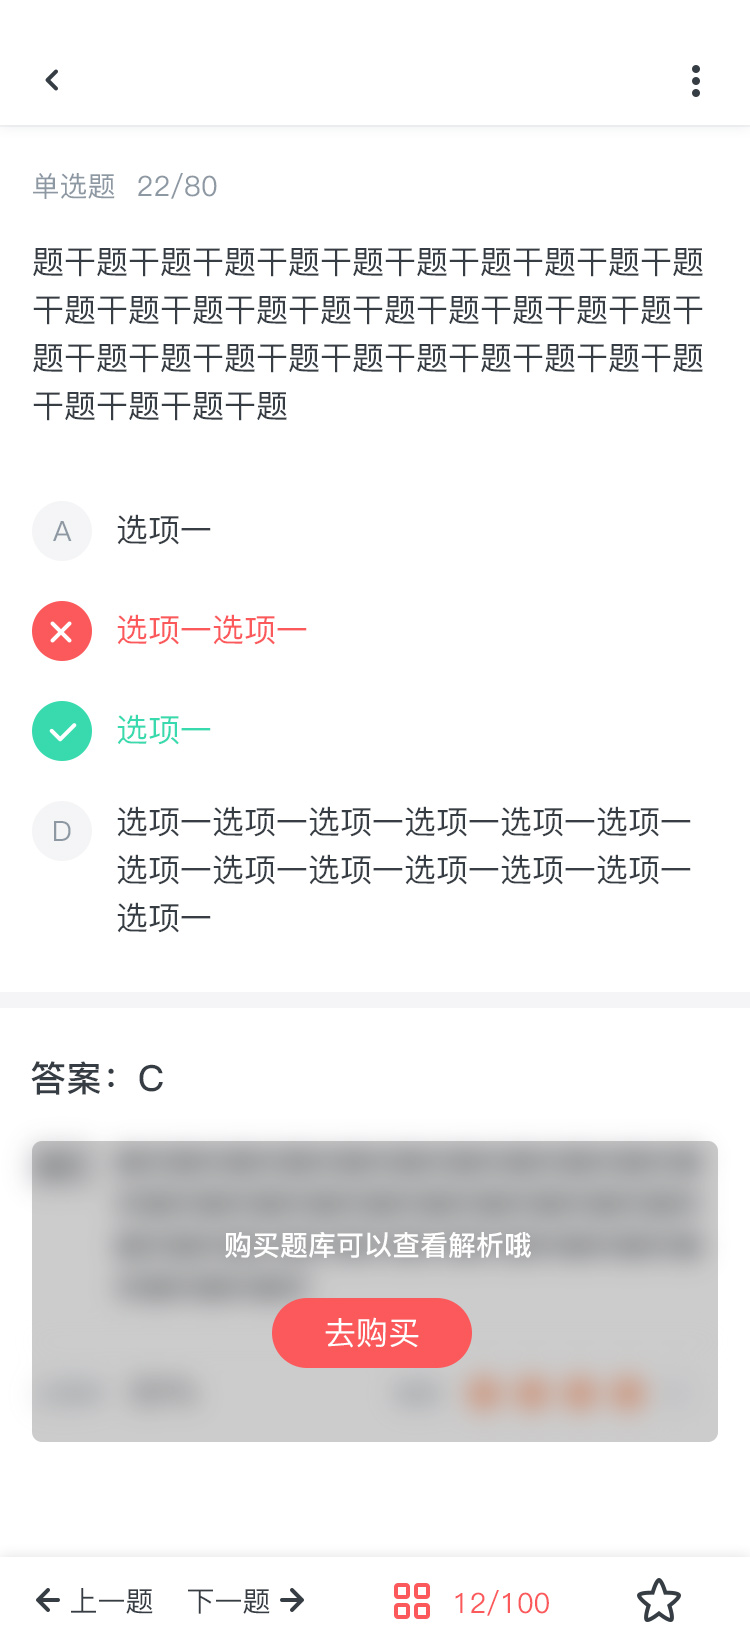 单选题 22/80
题干题干题干题干题干题干题干题干题干题干题
干题干题干题干题干题干题干题干题干题干题干
题干题干题干题干题干题干题干题干题干题干题
干题干题干题干题
A 选项一
选项一选项一
选项一
D 选项一选项一选项一选项一选项一选项一
选项一选项一选项一选项一选项一选项一
选项一
答案：C
购买题库可以查看解析哦
去购买
上一题 下一题 12/100